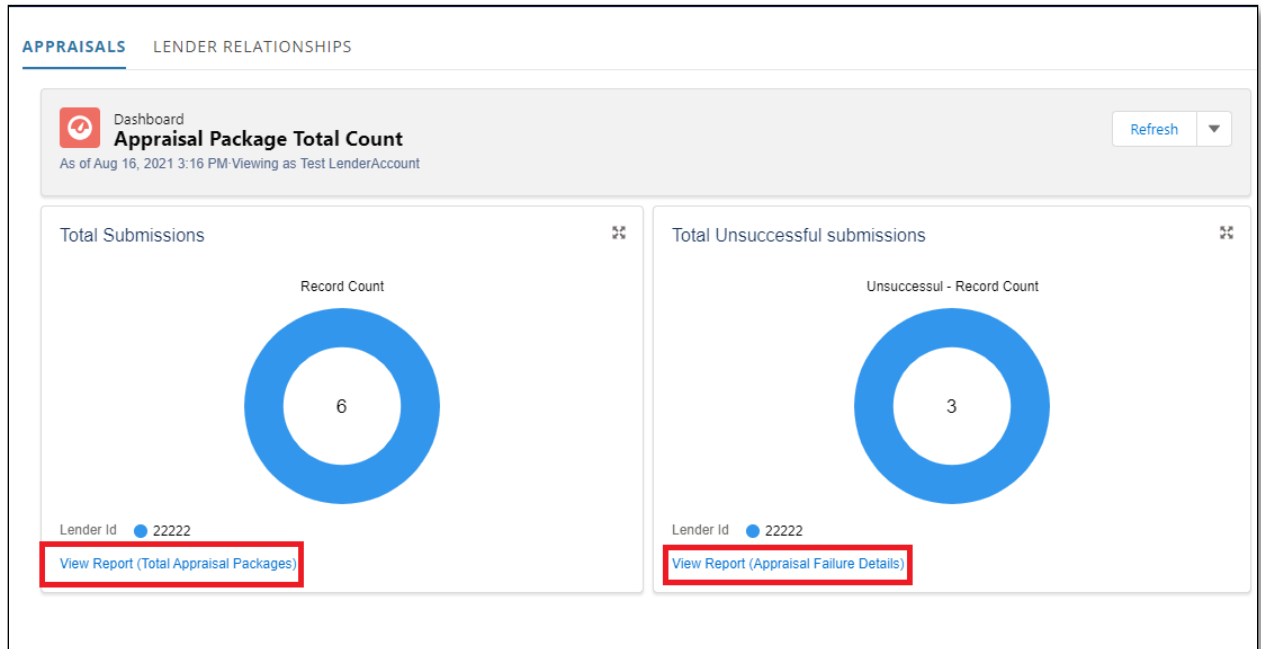 APPRAISALS LENDER RELATIONSHIPS
Dashboard
Appraisal Package Total Count
As of Aug 16, 2021 3:16 PM·Viewing as Test LenderAccount
Refresh
Total Submissions
Record Count
6
Lender Id 22222
View Report (Total Appraisal Packages)
Total Unsuccessful submissions
Unsuccessul - Record Count
3
Lender Id 22222
View Report (Appraisal Failure Details)